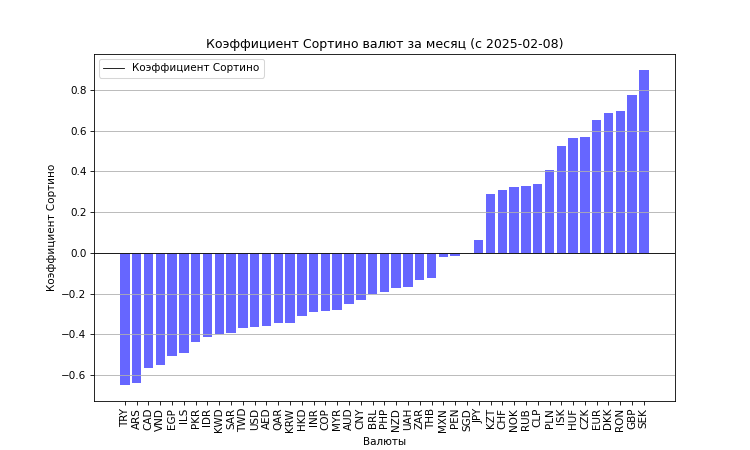 Коэффициент Сортино валют за месяц (с 2025-02-08)
Коэффициент Сортино
Коэффициент Сортино
0.8
0.6
0.4
0.2
0.0
−0.2
−0.4
−0.6
TRY ARS CAD VND EGP ILS PKR IDR KWD SAR TWD USD AED QAR KRW HKD INR COP MYR AUD CNY BRL PHP NZD UAH ZAR THB MXN PEN SGD JPY KZT CHF NOK RUB CLP PLN ISK HUF CZK EUR DKK RON GBP SEK
Валюты